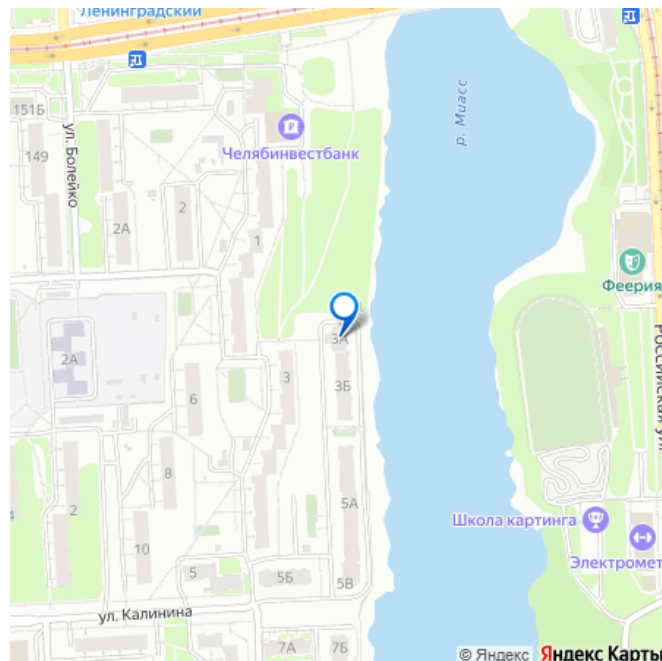 Ленинградский
151Б
ул. Болейко
149
2А
2
Челябинвестбанк
1
р. Миасс
Феерия
Российская ул.
3А
3Б
3
2А
6
8
2
10
4
5А
5
5Б
5В
ул. Калинина
7А
7Б
Школа картинга
Электромет
© Яндекс Яндекс Карты